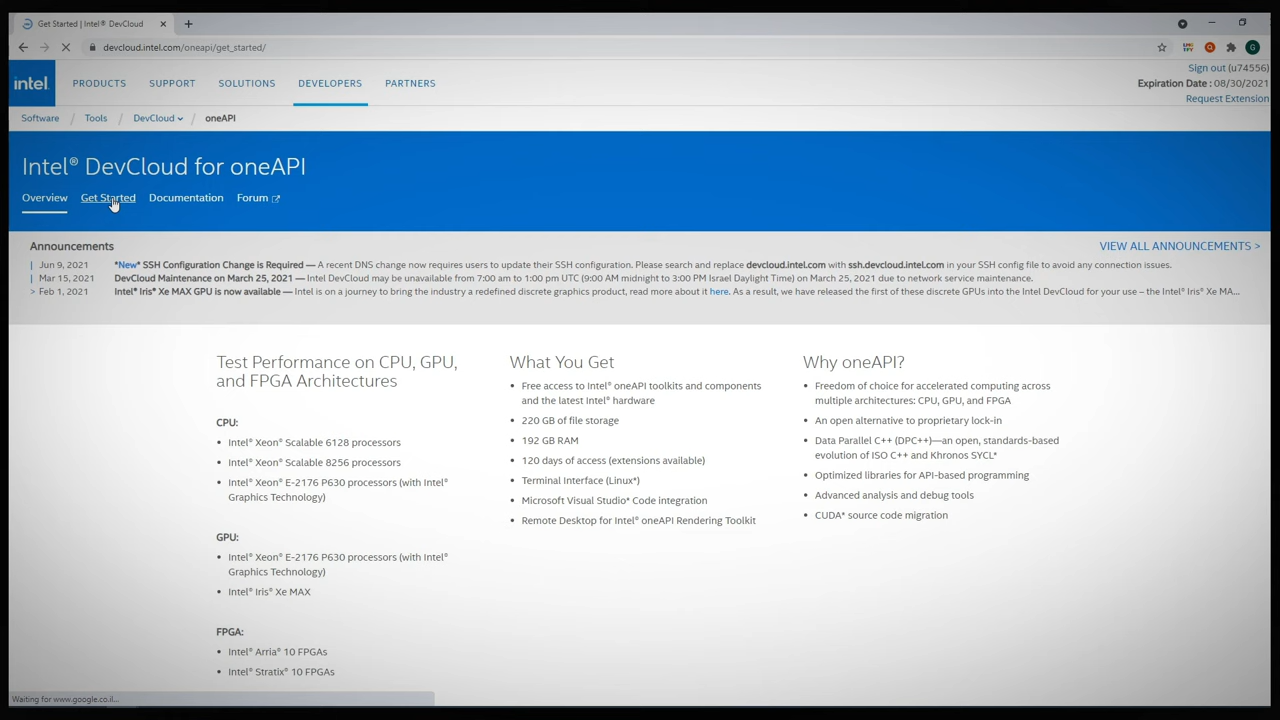 Get Started | Intel® DevCloud
devcloud.intel.com/oneapi/get_started/
G
intel.
PRODUCTS SUPPORT SOLUTIONS DEVELOPERS PARTNERS
Sign out (u74556)
Expiration Date : 08/30/2021
Request Extension
Software / Tools / DevCloud / oneAPI
Intel® DevCloud for oneAPI
Overview Get Started Documentation Forum
Announcements
VIEW ALL ANNOUNCEMENTS >
| Jun 9, 2021 *New* SSH Configuration Change is Required — A recent DNS change now requires users to update their SSH configuration. Please search and replace devcloud.intel.com with ssh.devcloud.intel.com in your SSH config file to avoid any connection issues.
| Mar 15, 2021 DevCloud Maintenance on March 25, 2021 — Intel DevCloud may be unavailable from 7:00 am to 1:00 pm UTC (9:00 AM midnight to 3:00 PM Israel Daylight Time) on March 25, 2021 due to network service maintenance.
> Feb 1, 2021 Intel® Iris® Xe MAX GPU is now available — Intel is on a journey to bring the industry a redefined discrete graphics product, read more about it here. As a result, we have released the first of these discrete GPUs into the Intel DevCloud for your use – the Intel® Iris® Xe MA...
Test Performance on CPU, GPU,
and FPGA Architectures
CPU:
• Intel® Xeon® Scalable 6128 processors
• Intel® Xeon® Scalable 8256 processors
• Intel® Xeon® E-2176 P630 processors (with Intel®
Graphics Technology)
GPU:
• Intel® Xeon® E-2176 P630 processors (with Intel®
Graphics Technology)
• Intel® Iris® Xe MAX
FPGA:
• Intel® Arria® 10 FPGAs
• Intel® Stratix® 10 FPGAs
What You Get
• Free access to Intel® oneAPI toolkits and components
and the latest Intel® hardware
• 220 GB of file storage
• 192 GB RAM
• 120 days of access (extensions available)
• Terminal Interface (Linux*)
• Microsoft Visual Studio* Code integration
• Remote Desktop for Intel® oneAPI Rendering Toolkit
Why oneAPI?
• Freedom of choice for accelerated computing across
multiple architectures: CPU, GPU, and FPGA
• An open alternative to proprietary lock-in
• Data Parallel C++ (DPC++)—an open, standards-based
evolution of ISO C++ and Khronos SYCL*
• Optimized libraries for API-based programming
• Advanced analysis and debug tools
• CUDA* source code migration
Waiting for www.google.co.il...